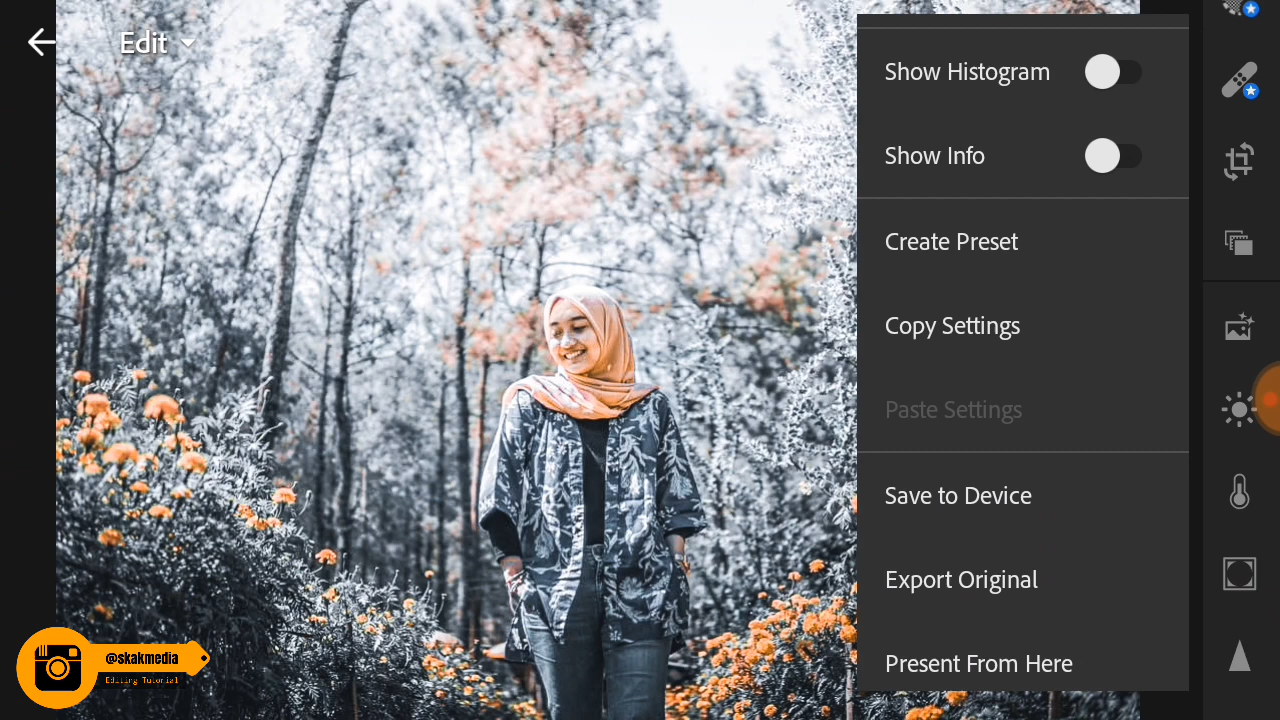 Edit
Show Histogram
Show Info
Create Preset
Copy Settings
Paste Settings
Save to Device
Export Original
Present From Here
@skakmedia
Editing Tutorial